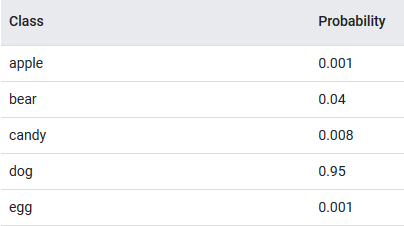 Class Probability
apple 0.001
bear 0.04
candy 0.008
dog 0.95
egg 0.001